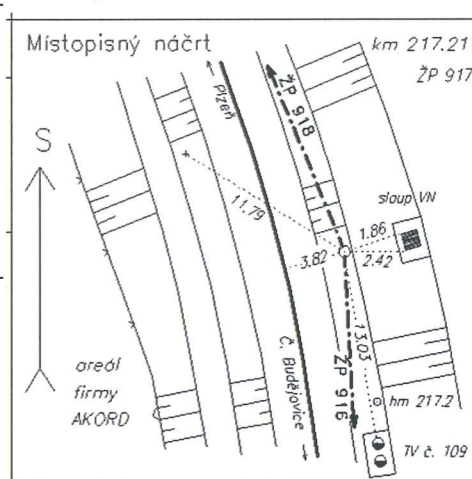 Místopisný náčrt
km 217.21
ŽP 917
Plzeň
ŽP 918
S
sloup VN
11.79
1.86
3.82
2.42
13.03
Č. Budějovice
ŽP 916
areál
firmy
AKORD
hm 217.2
TV č. 109